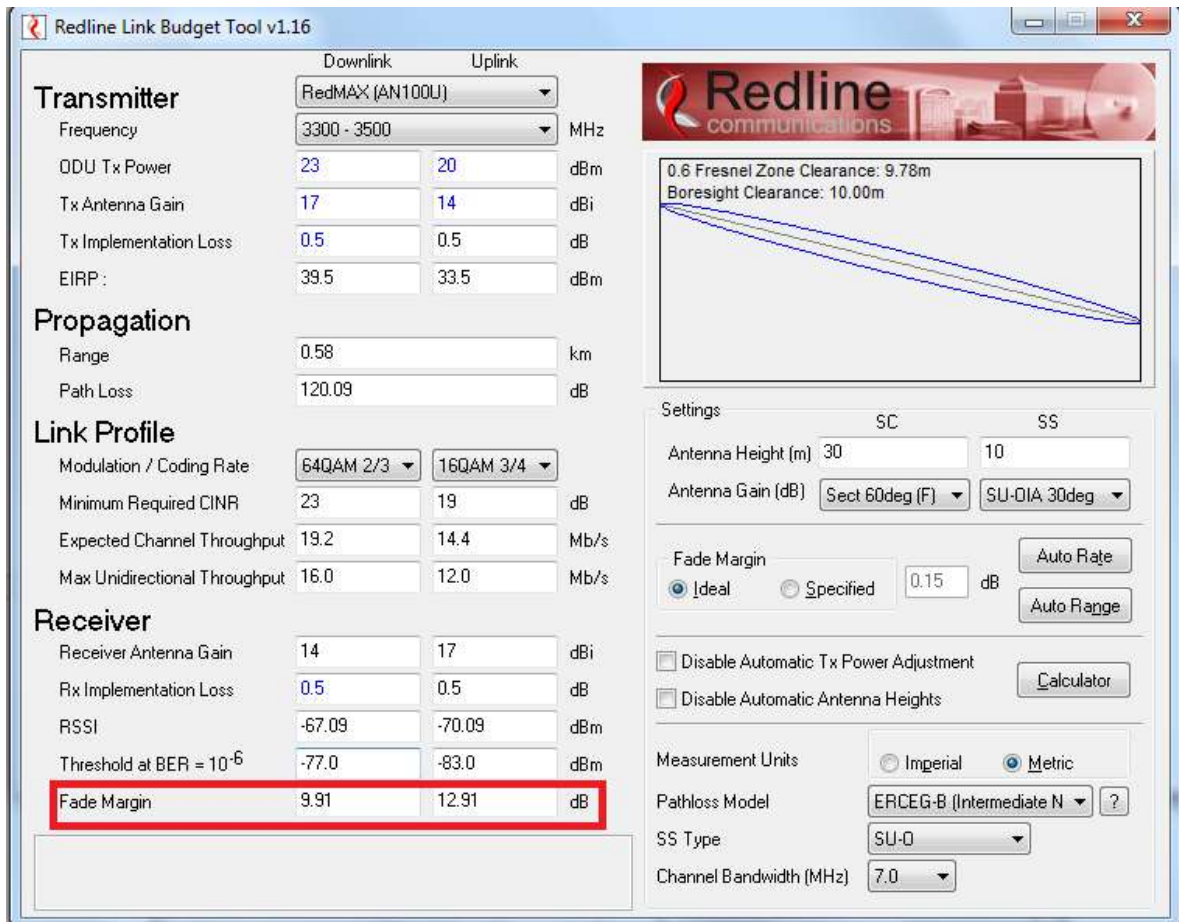 Redline Link Budget Tool v1.16
Downlink Uplink
Transmitter RedMAX (AN100U)
Frequency 3300 - 3500 MHz
ODU Tx Power 23 20 dBm
Tx Antenna Gain 17 14 dBi
Tx Implementation Loss 0.5 0.5 dB
EIRP : 39.5 33.5 dBm
Propagation
Range 0.58 km
Path Loss 120.09 dB
Link Profile
Modulation / Coding Rate 64QAM 2/3 16QAM 3/4
Minimum Required CINR 23 19 dB
Expected Channel Throughput 19.2 14.4 Mb/s
Max Unidirectional Throughput 16.0 12.0 Mb/s
Receiver
Receiver Antenna Gain 14 17 dBi
Rx Implementation Loss 0.5 0.5 dB
RSSI -67.09 -70.09 dBm
Threshold at BER = 10-6 -77.0 -83.0 dBm
Fade Margin 9.91 12.91 dB
Redline
communications
0.6 Fresnel Zone Clearance: 9.78m
Boresight Clearance: 10.00m
Settings SC SS
Antenna Height (m) 30 10
Antenna Gain (dB) Sect 60deg (F) SU-OIA 30deg
Fade Margin
Ideal Specified 0.15 dB
Auto Rate
Auto Range
Disable Automatic Tx Power Adjustment
Disable Automatic Antenna Heights
Calculator
Measurement Units Imperial Metric
Pathloss Model ERCEG-B (Intermediate N ?
SS Type SU-O
Channel Bandwidth (MHz) 7.0